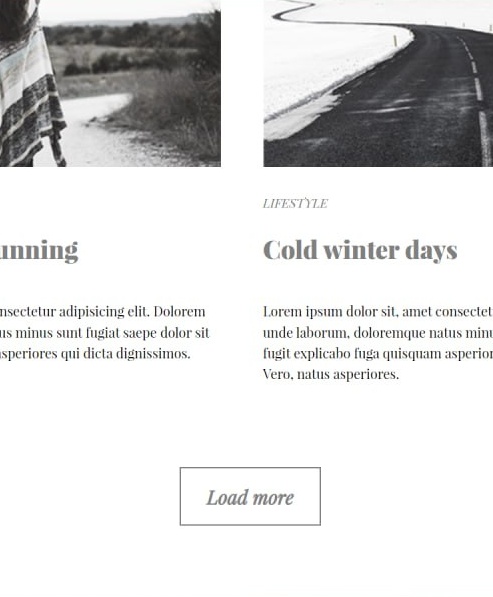 LIFESTYLE
Cold winter days
nsectetur adipisicing elit. Dolorem
us minus sunt fugiat saepe dolor sit
asperiores qui dicta dignissimos.
Lorem ipsum dolor sit, amet consectet
unde laborum, doloremque natus minu
fugit explicabo fuga quisquam asperior
Vero, natus asperiores.
Load more